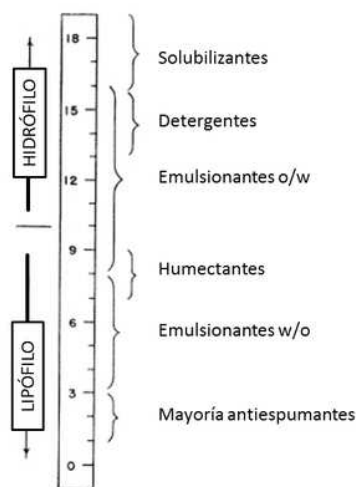 18
Solubilizantes
HIDRÓFILO
15
Detergentes
12
Emulsionantes o/w
9
Humectantes
6
Emulsionantes w/o
LIPÓFILO
3
Mayoría antiespumantes
0